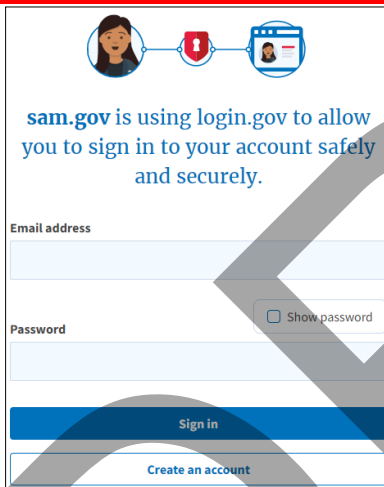 sam.gov is using login.gov to allow
you to sign in to your account safely
and securely.
Email address
Show password
Password
Sign in
Create an account